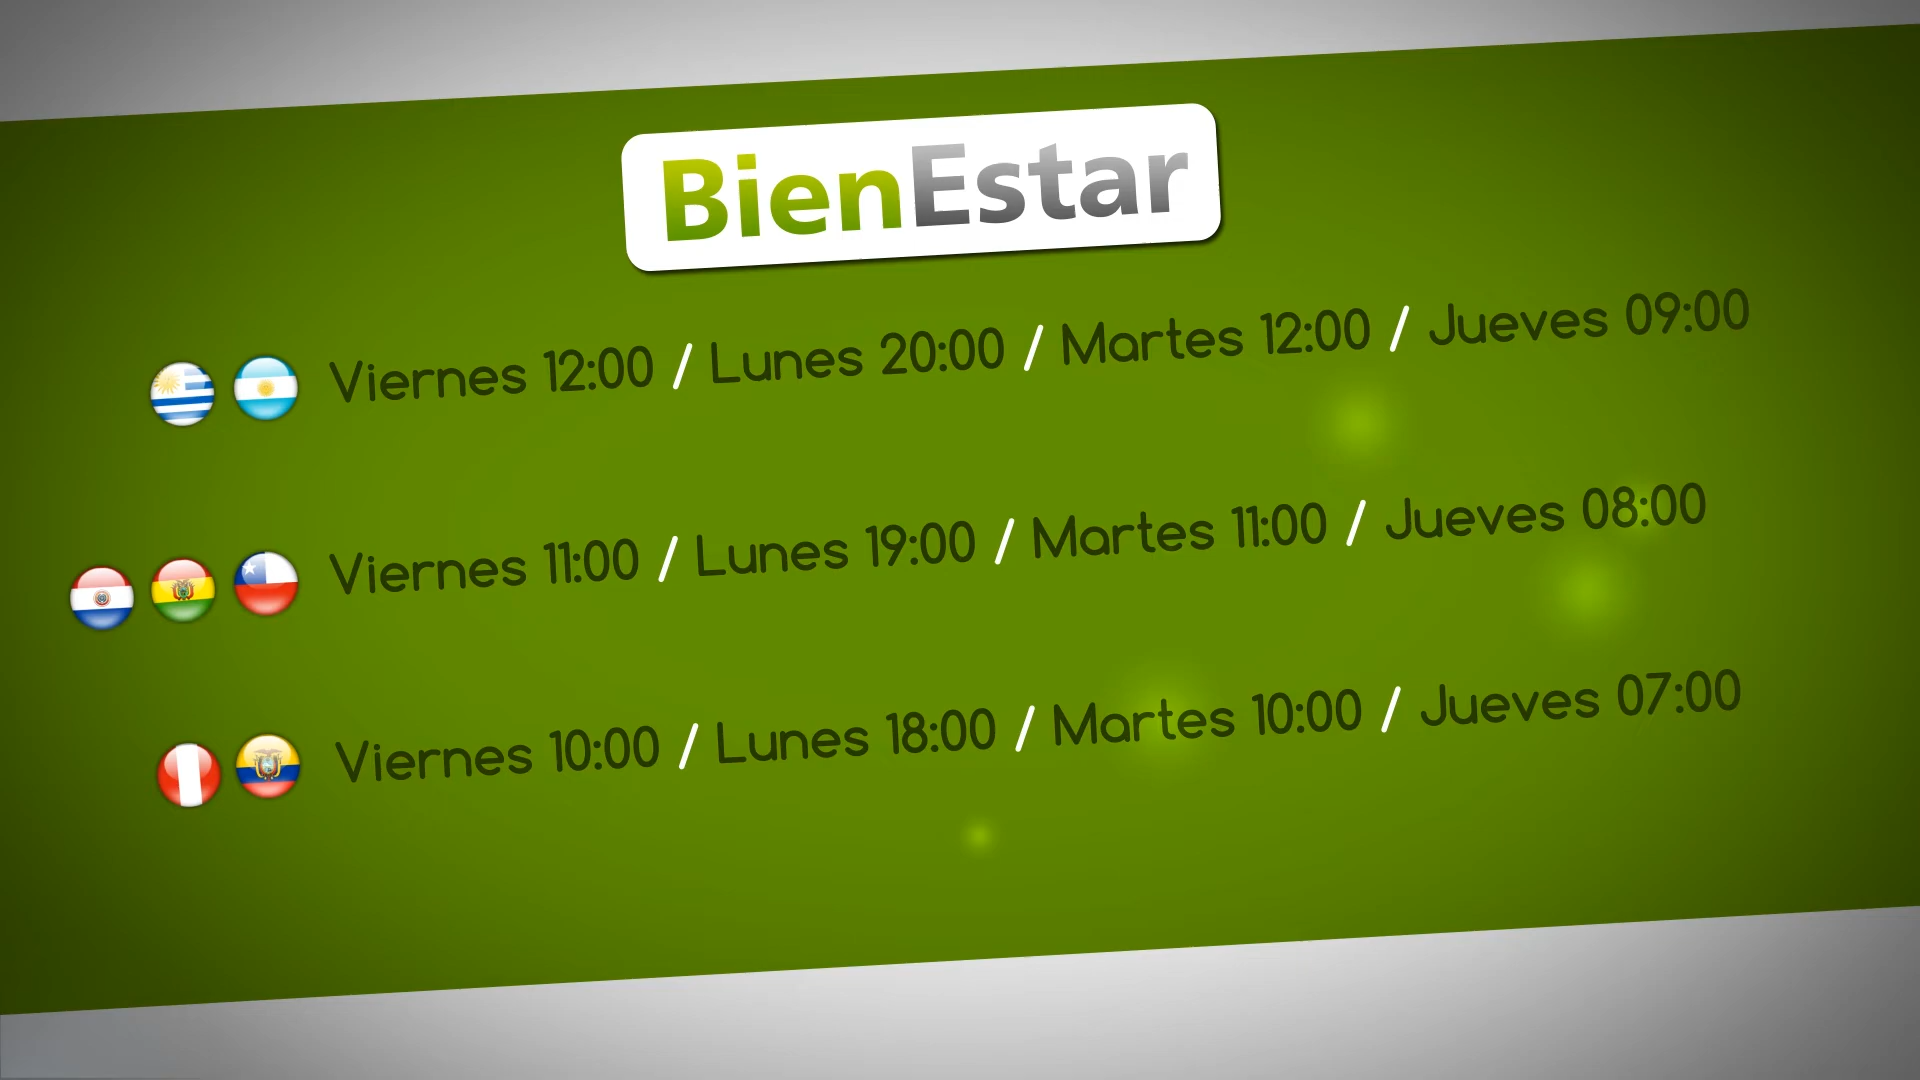 BienEstar
Viernes 12:00 / Lunes 20:00 / Martes 12:00 / Jueves 09:00
Viernes 11:00 / Lunes 19:00 / Martes 11:00 / Jueves 08:00
Viernes 10:00 / Lunes 18:00 / Martes 10:00 / Jueves 07:00